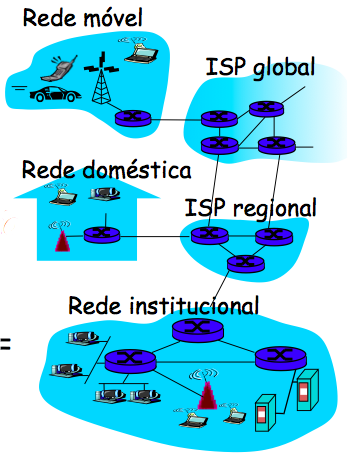 Rede móvel
ISP global
Rede doméstica
ISP regional
Rede institucional
=